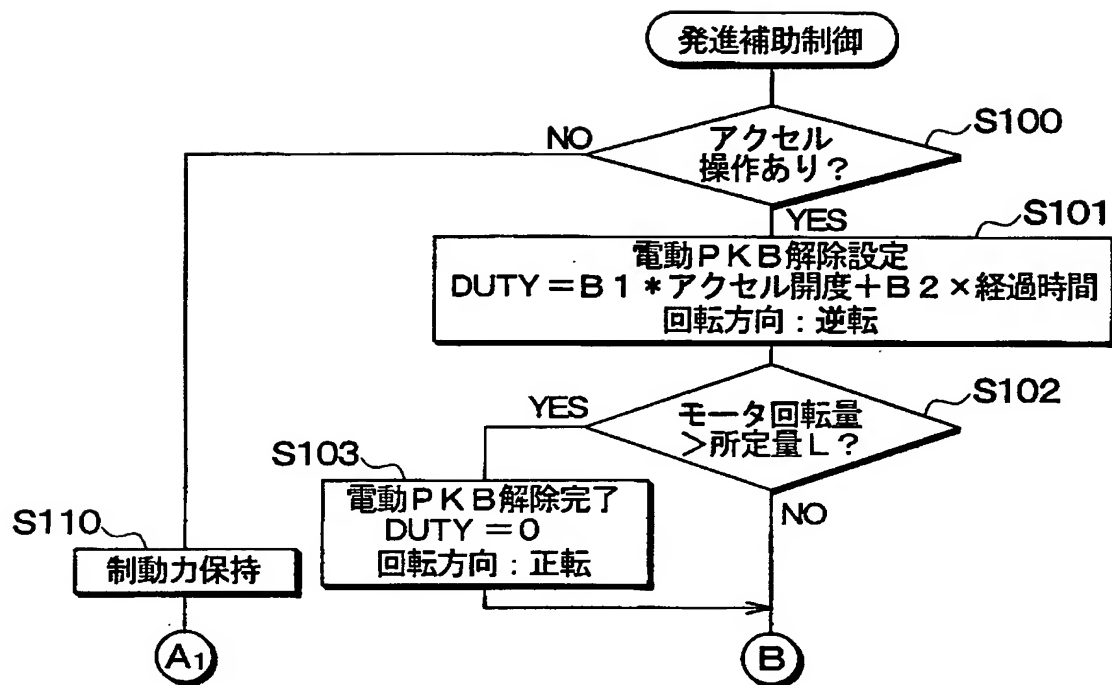 発進補助制御
S100
NO
アクセル
操作あり?
YES
S101
電動PKB解除設定
DUTY=B1*アクセル開度+B2×経過時間
回転方向:逆転
S102
YES
モータ回転量
>所定量L?
S103
電動PKB解除完了
DUTY=0
回転方向:正転
NO
S110
制動力保持
A1
B